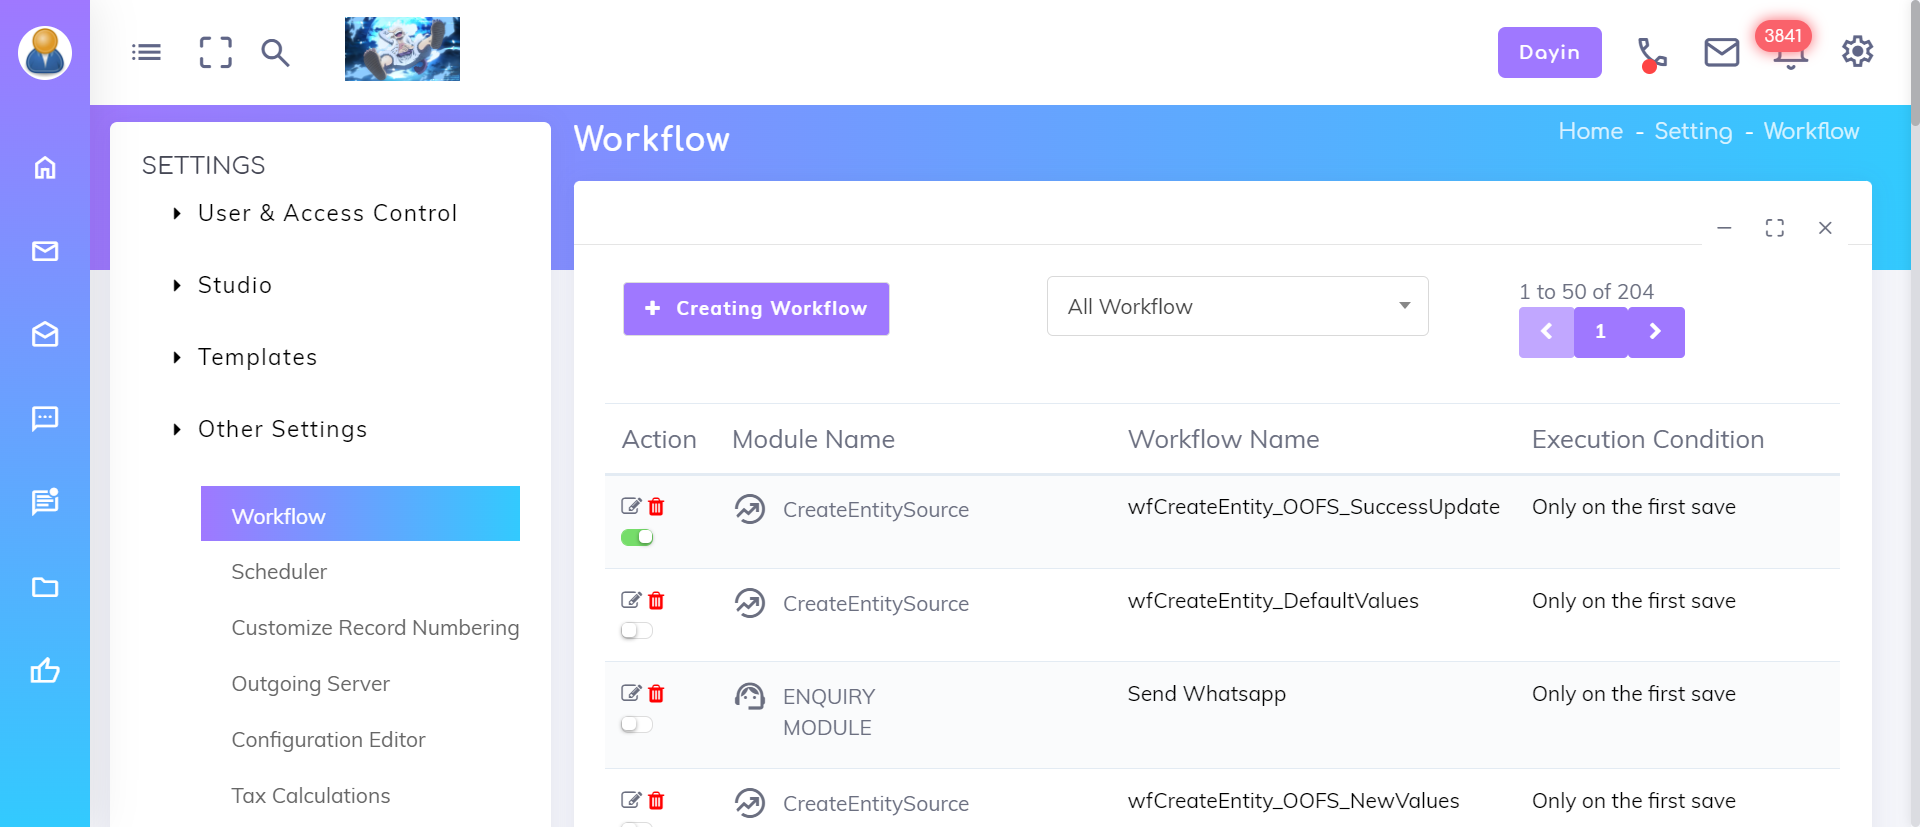 Dayin
3841
SETTINGS
User & Access Control
Studio
Templates
Other Settings
Workflow
Scheduler
Customize Record Numbering
Outgoing Server
Configuration Editor
Tax Calculations
Workflow
Home - Setting - Workflow
Creating Workflow
All Workflow
1 to 50 of 204
1
Action Module Name Workflow Name Execution Condition
CreateEntitySource wfCreateEntity_OOFS_SuccessUpdate Only on the first save
CreateEntitySource wfCreateEntity_DefaultValues Only on the first save
ENQUIRY Send Whatsapp Only on the first save
MODULE
CreateEntitySource wfCreateEntity_OOFS_NewValues Only on the first save